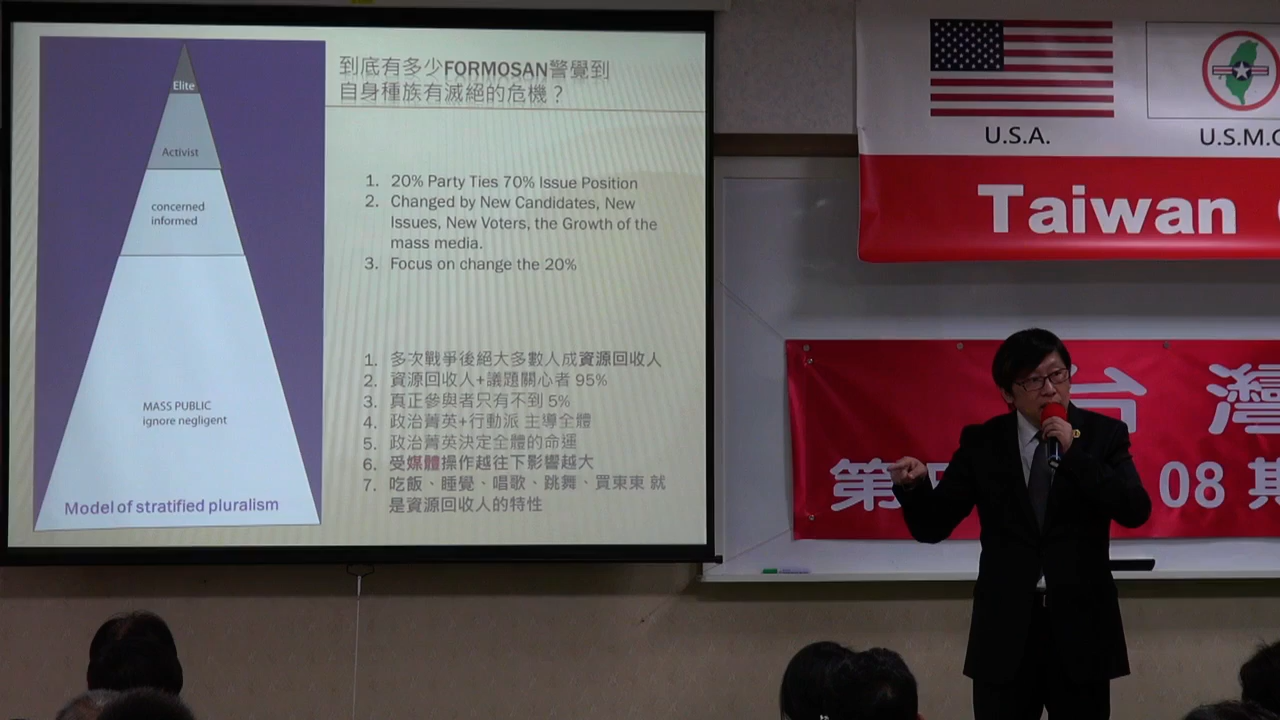 Elite
Activist
concerned
informed
MASS PUBLIC
ignore negligent
Model of stratified pluralism
到底有多少FORMOSAN警覺到
自身種族有滅絕的危機？
1. 20% Party Ties 70% Issue Position
2. Changed by New Candidates, New
Issues, New Voters, the Growth of the
mass media.
3. Focus on change the 20%
1. 多次戰爭後絕大多數人成資源回收人
2. 資源回收人+議題關心者 95%
3. 真正參與者只有不到 5%
4. 政治菁英+行動派 主導全體
5. 政治菁英決定全體的命運
6. 受媒體操作越往下影響越大
7. 吃飯、睡覺、唱歌、跳舞、買東東 就
是資源回收人的特性
U.S.A.
U.S.M.
Taiwan
台 灣
第
08 期